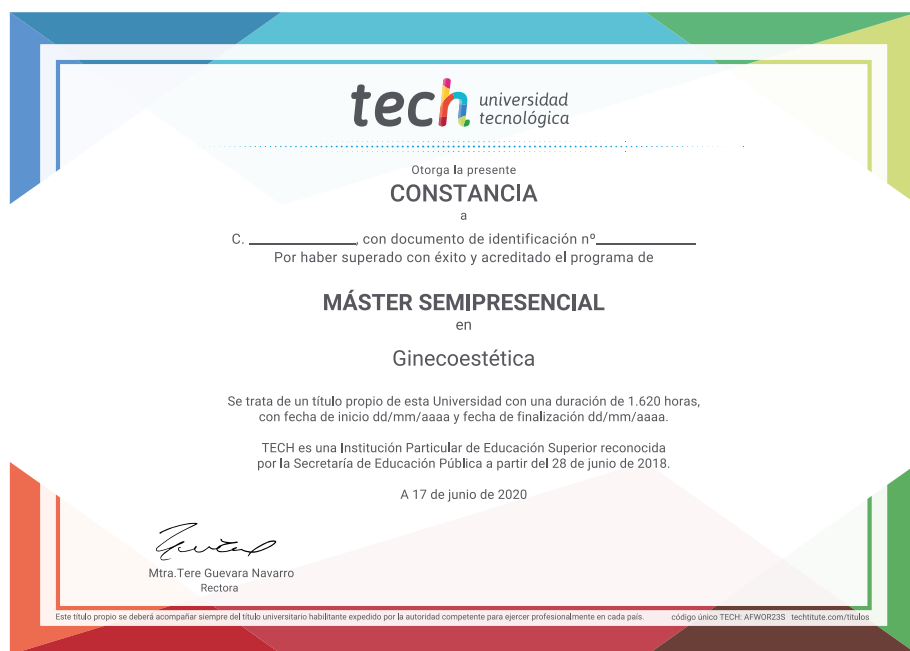 tech universidad
tecnológica
Otorga la presente
CONSTANCIA
a
C. ____________, con documento de identificación nº____________
Por haber superado con éxito y acreditado el programa de
MÁSTER SEMIPRESENCIAL
en
Ginecoestética
Se trata de un título propio de esta Universidad con una duración de 1.620 horas,
con fecha de inicio dd/mm/aaaa y fecha de finalización dd/mm/aaaa.
TECH es una Institución Particular de Educación Superior reconocida
por la Secretaría de Educación Pública a partir del 28 de junio de 2018.
A 17 de junio de 2020
Mtra.Tere Guevara Navarro
Rectora
Este título propio se deberá acompañar siempre del título universitario habilitante expedido por la autoridad competente para ejercer profesionalmente en cada país. código único TECH: AFWOR23S techtitute.com/titulos